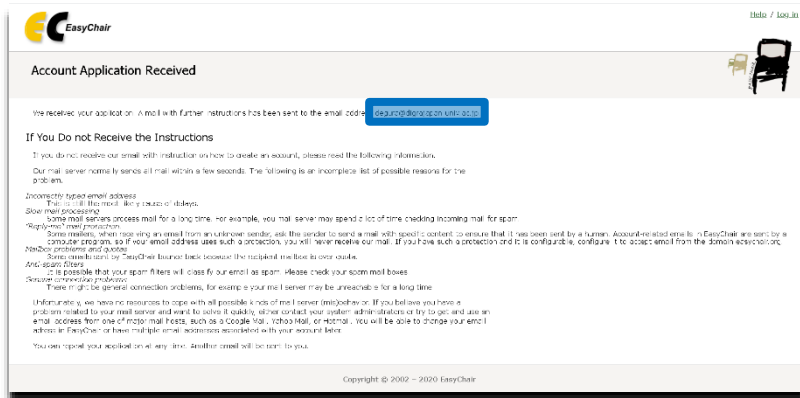 Help / Log in
EasyChair
Account Application Received
We received your application. A mail with further instructions has been sent to the email addre
If You Do not Receive the Instructions
If you do not receive our email with instruction on how to create an account, please read the following information.
Our mail server normally sends all mail within a few seconds. The following is an incomplete list of possible reasons for the
problem.
Incorrectly typed email address
This is still the most likely cause of delays.
Slow mail processing
Some mail servers process mail for a long time. For example, you mail server may spend a lot of time checking incoming mail for spam
"Reply-me" mail protection
Some mailers, when receiving an email from an unknown sender, ask the sender to send a mail with specific content to ensure that it has been sent by a human. Account-related emails in EasyChair are sent by a
computer program, so if your email address uses such a protection, you will never receive our mail. If you have such a protection and it is configurable, configure it to accept email from the domain easychair.org.
Mailbox problems and quotas
Some emails sent by EasyChair bounce back because the recipient mailbox is over quota.
Anti-spam filters
It is possible that your spam filters will classify our email as spam. Please check your spam mail boxes
General connection problems
There might be general connection problems, for example your mail server may be unreachable for a long time
Unfortunately, we have no resources to cope with all possible kinds of mail server (mis)behavior. If you believe you have a
problem related to your mail server and want to solve it quickly, either contact your system administrators or try to get and use an
email address from one of major mail hosts, such as a Google Mail, Yahoo Mail, or Hotmail. You will be able to change your email
adress in EasyChair or have multiple email addresses associated with your account later.
You can repeat your application at any time. Another email will be sent to you.
Copyright © 2002 – 2020 EasyChair